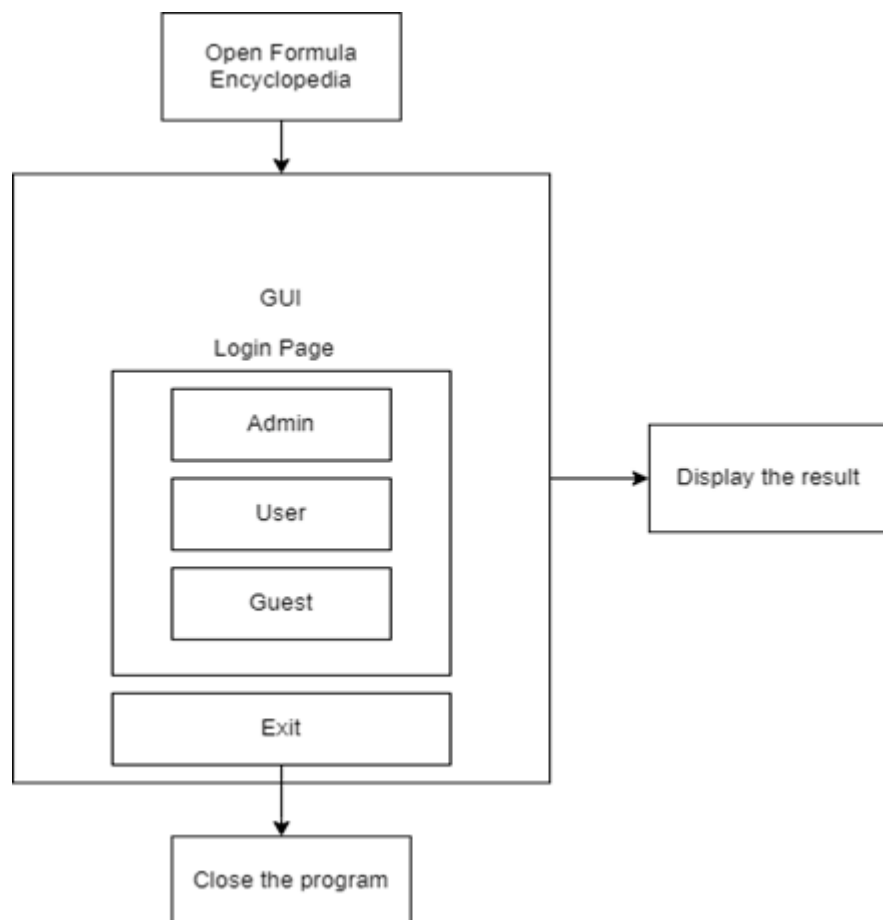 Open Formula
Encyclopedia
GUI
Login Page
Admin
User
Guest
Exit
Display the result
Close the program